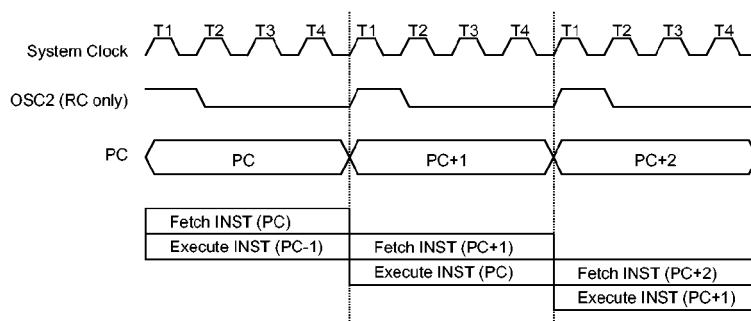 T1 T2 T3 T4 T1 T2 T3 T4 T1 T2 T3 T4
System Clock
OSC2 (RC only)
PC PC PC+1 PC+2
Fetch INST (PC)
Execute INST (PC-1) Fetch INST (PC+1)
Execute INST (PC) Fetch INST (PC+2)
Execute INST (PC+1)